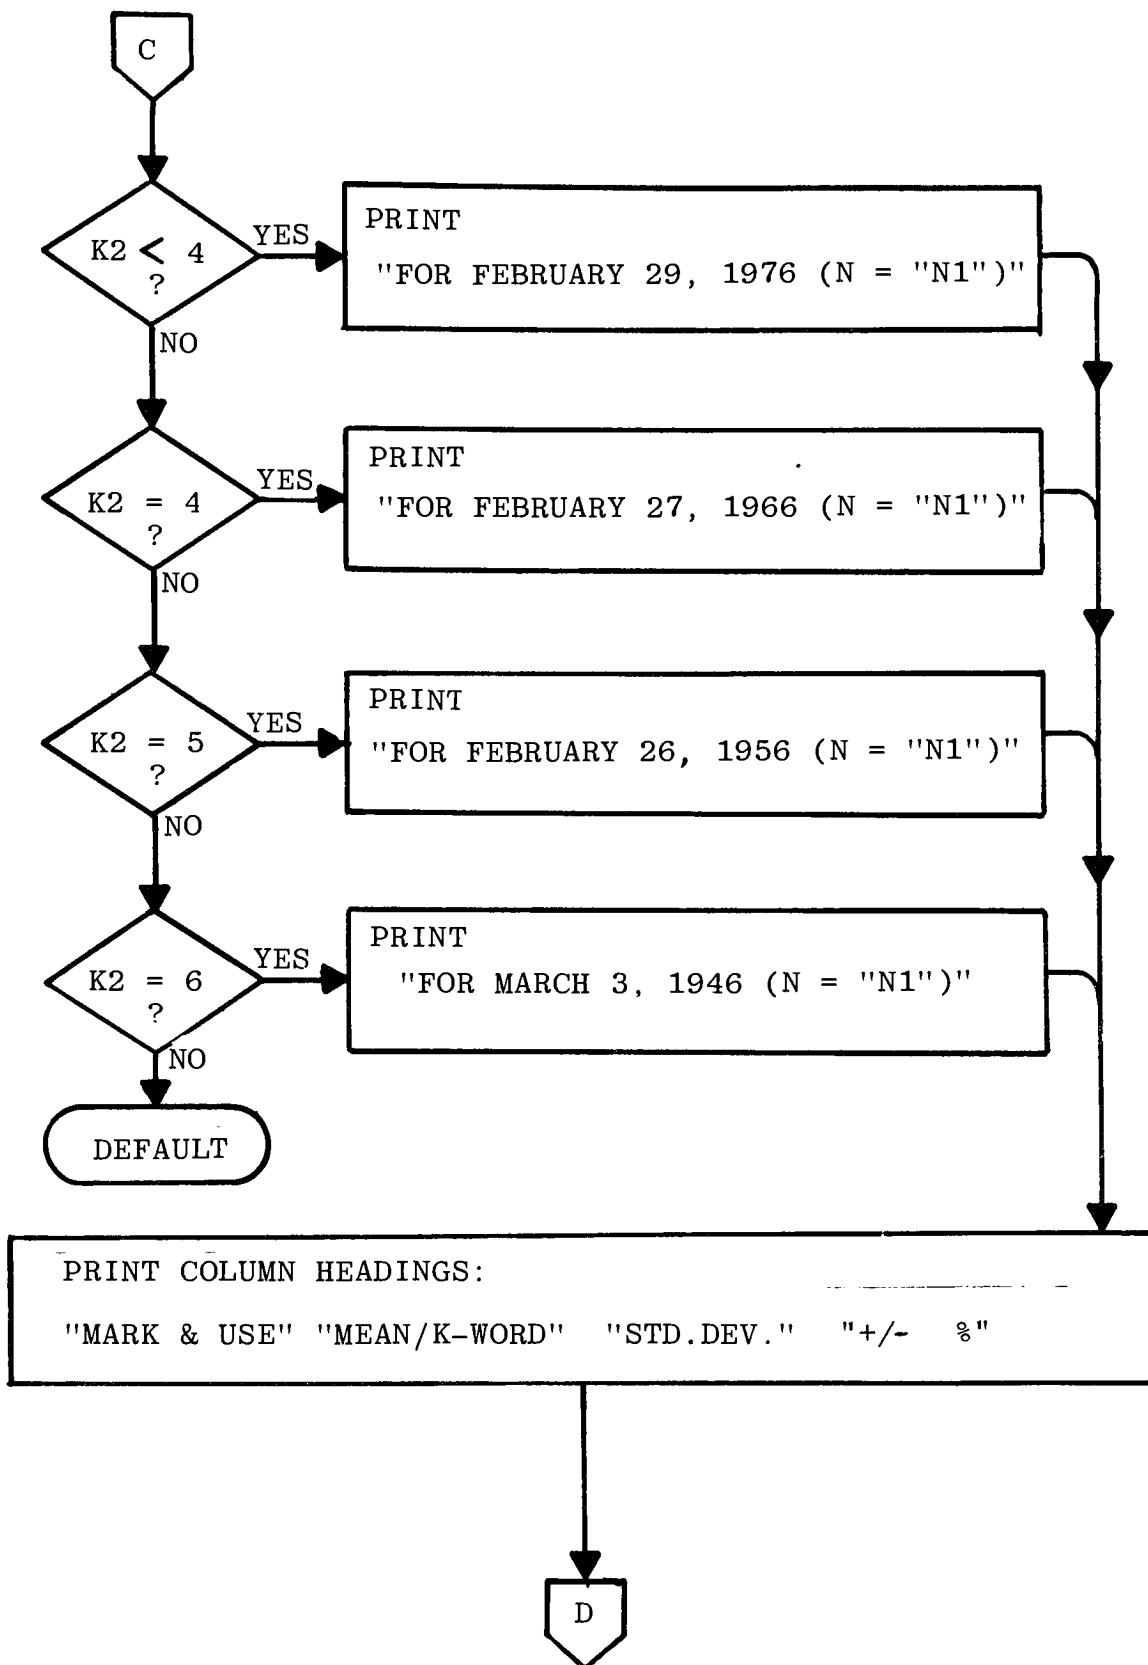 C
K2 < 4
?
YES
NO
PRINT
"FOR FEBRUARY 29, 1976 (N = "N1")"
K2 = 4
?
YES
NO
PRINT
"FOR FEBRUARY 27, 1966 (N = "N1")"
K2 = 5
?
YES
NO
PRINT
"FOR FEBRUARY 26, 1956 (N = "N1")"
K2 = 6
?
YES
NO
PRINT
"FOR MARCH 3, 1946 (N = "N1")"
DEFAULT
PRINT COLUMN HEADINGS:
"MARK & USE" "MEAN/K-WORD" "STD.DEV." "+/- %"
D